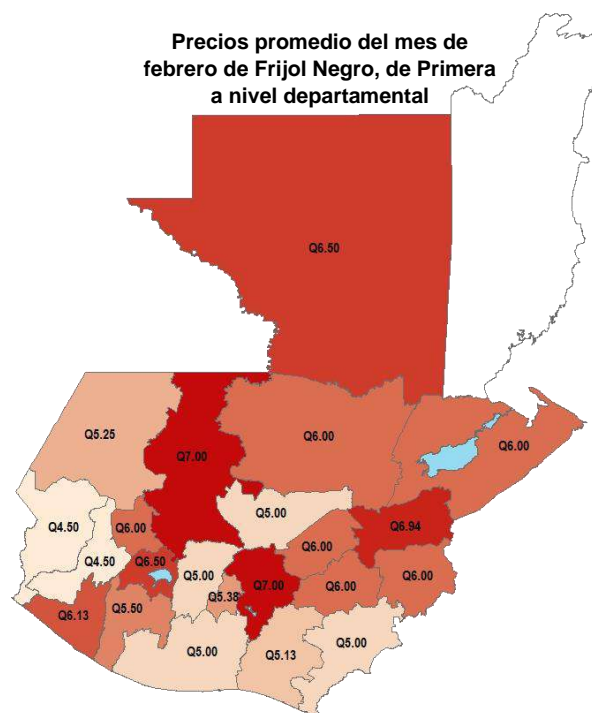 Precios promedio del mes de
febrero de Frijol Negro, de Primera
a nivel departamental
Q6.50
Q5.25
Q7.00
Q6.00
Q6.00
Q4.50
Q6.00
Q5.00
Q6.94
Q4.50
Q6.50
Q5.00
Q6.00
Q6.13
Q5.50
Q5.38
Q7.00
Q6.00
Q6.00
Q5.00
Q5.13
Q5.00